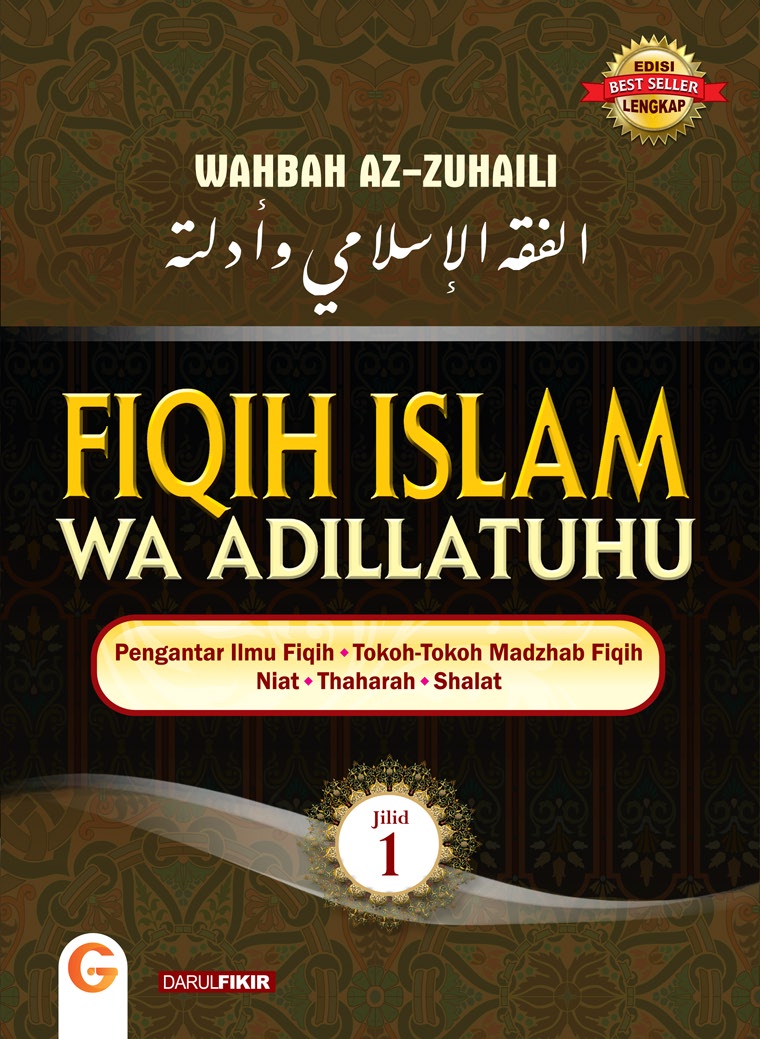 EDISI
BEST SELLER
LENGKAP
WAHBAH AZ-ZUHAILI
الفقه الإسلامي وأدلته
FIQIH ISLAM
WA ADILLATUHU
Pengantar Ilmu Fiqih • Tokoh-Tokoh Madzhab Fiqih
Niat • Thaharah • Shalat
Jilid
1
G
DARULFIKIR